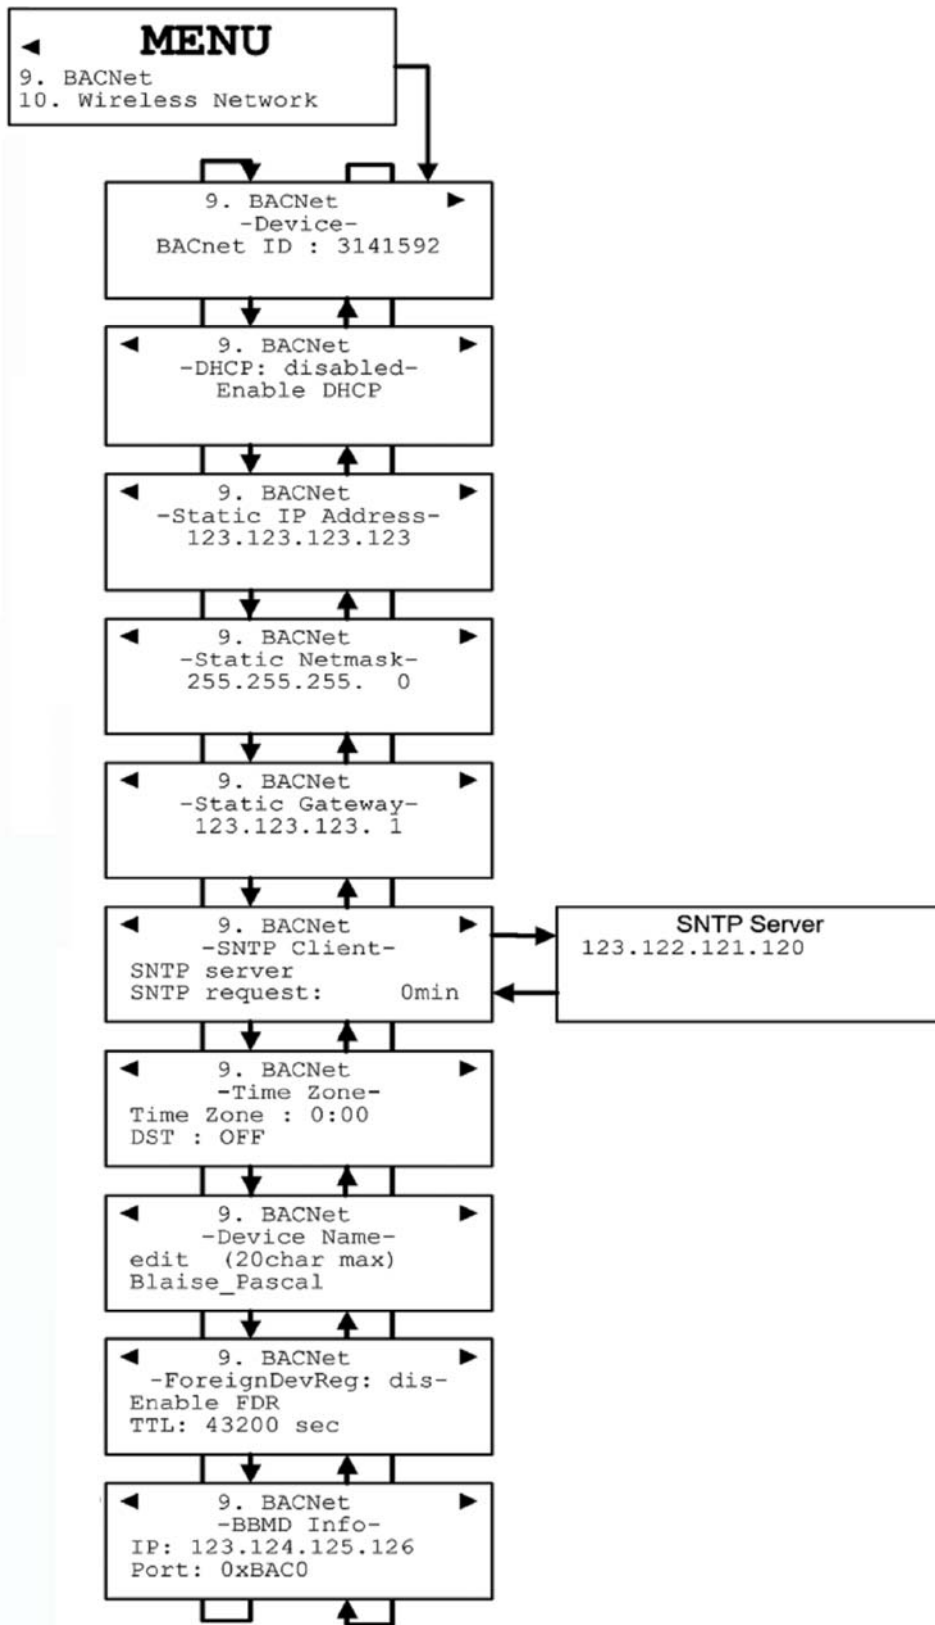 MENU
9. BACNet
10. Wireless Network
9. BACNet
-Device-
BACnet ID : 3141592
9. BACNet
-DHCP: disabled-
Enable DHCP
9. BACNet
-Static IP Address-
123.123.123.123
9. BACNet
-Static Netmask-
255.255.255.  0
9. BACNet
-Static Gateway-
123.123.123. 1
9. BACNet
-SNTP Client-
SNTP server
SNTP request:     0min
SNTP Server
123.122.121.120
9. BACNet
-Time Zone-
Time Zone : 0:00
DST : OFF
9. BACNet
-Device Name-
edit  (20char max)
Blaise_Pascal
9. BACNet
-ForeignDevReg: dis-
Enable FDR
TTL: 43200 sec
9. BACNet
-BBMD Info-
IP: 123.124.125.126
Port: 0xBAC0